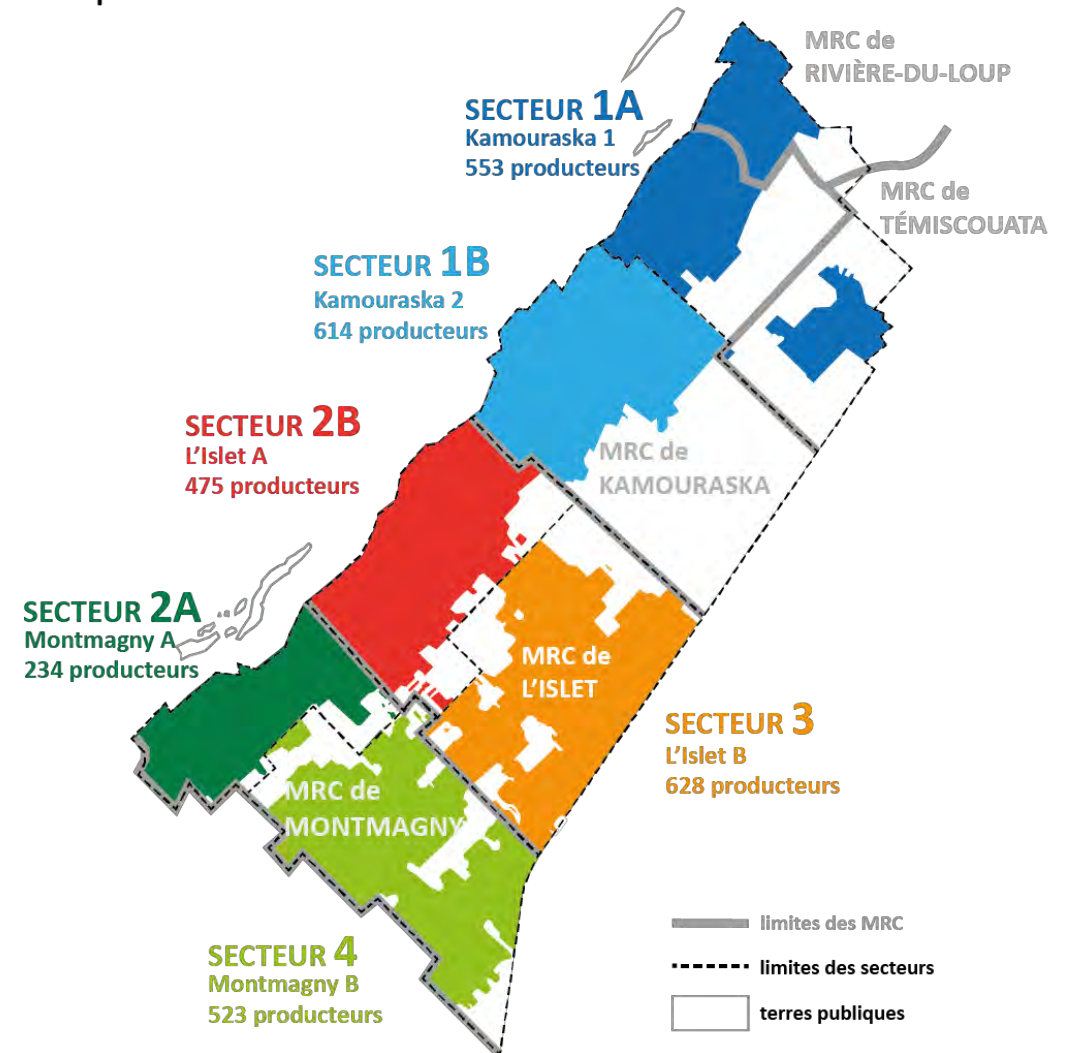 MRC de
RIVIÈRE-DU-LOUP
SECTEUR 1A
Kamouraska 1
553 producteurs
MRC de
TÉMISCOUATA
SECTEUR 1B
Kamouraska 2
614 producteurs
SECTEUR 2B
L'Islet A
475 producteurs
MRC de
KAMOURASKA
SECTEUR 2A
Montmagny A
234 producteurs
MRC de
L'ISLET
SECTEUR 3
L'Islet B
628 producteurs
MRC de
MONTMAGNY
SECTEUR 4
Montmagny B
523 producteurs
limites des MRC
limites des secteurs
terres publiques